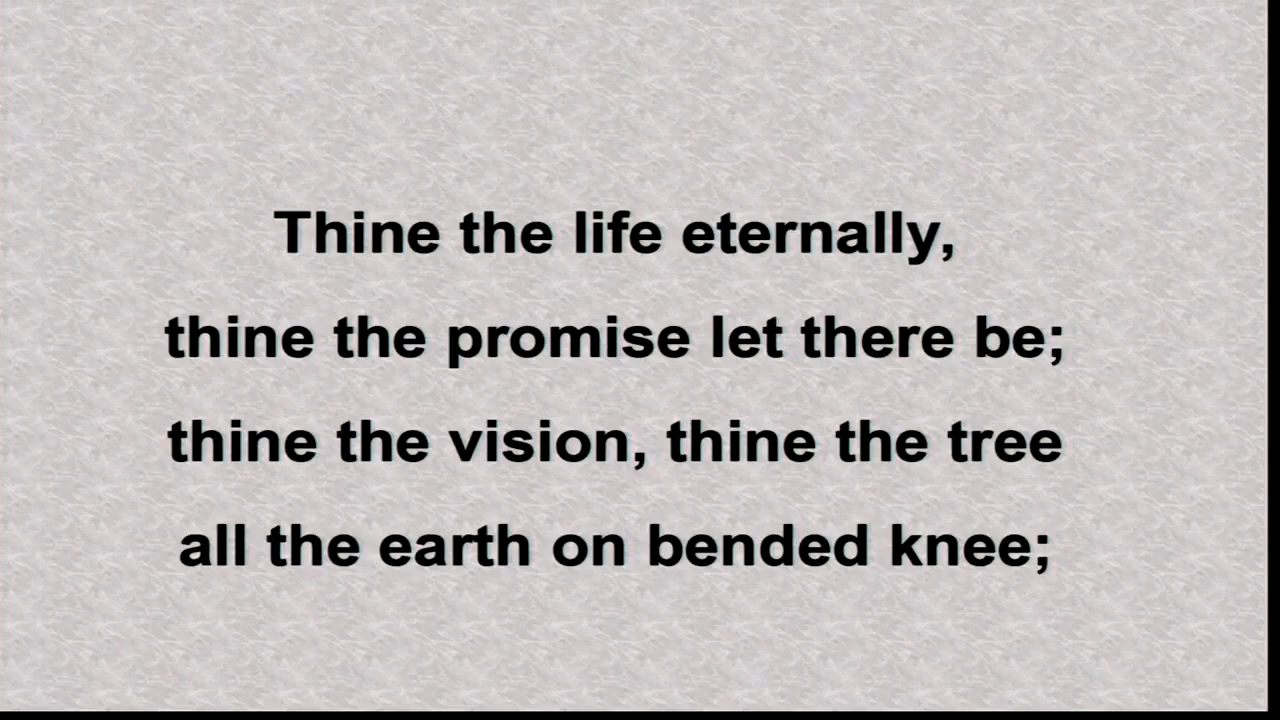 Thine the life eternally,
thine the promise let there be;
thine the vision, thine the tree
all the earth on bended knee;